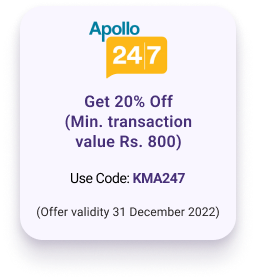 Apollo
24|7
Get 20% Off
(Min. transaction
value Rs. 800)
Use Code: KMA247
(Offer validity 31 December 2022)